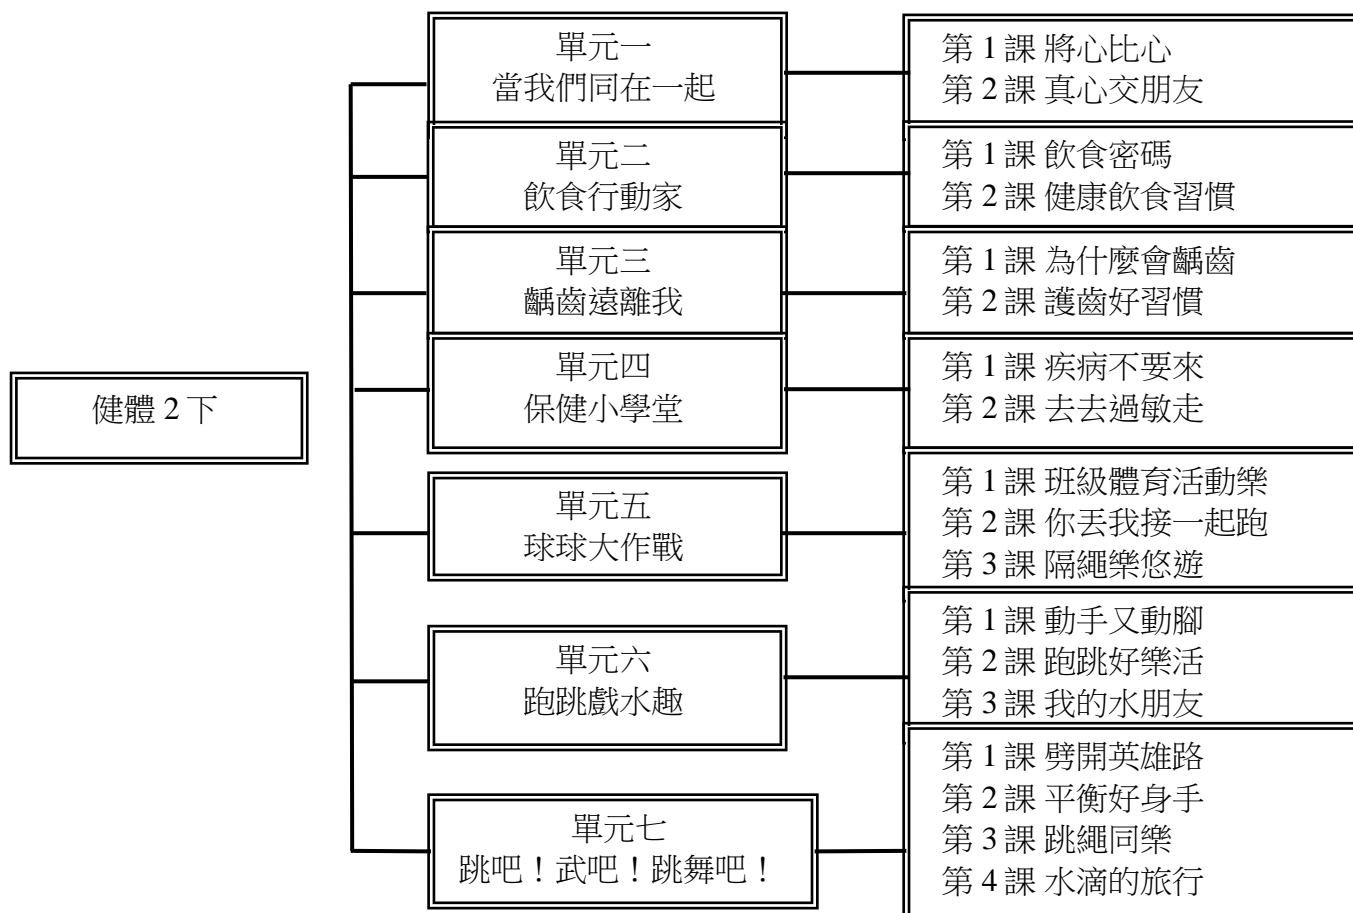 健體 2 下
單元一
當我們同在一起
第 1 課 將心比心
第 2 課 真心交朋友
單元二
飲食行動家
第 1 課 飲食密碼
第 2 課 健康飲食習慣
單元三
齲齒遠離我
第 1 課 為什麼會齲齒
第 2 課 護齒好習慣
單元四
保健小學堂
第 1 課 疾病不要來
第 2 課 去去過敏走
單元五
球球大作戰
第 1 課 班級體育活動樂
第 2 課 你丟我接一起跑
第 3 課 隔繩樂悠遊
單元六
跑跳戲水趣
第 1 課 動手又動腳
第 2 課 跑跳好樂活
第 3 課 我的水朋友
單元七
跳吧！武吧！跳舞吧！
第 1 課 劈開英雄路
第 2 課 平衡好身手
第 3 課 跳繩同樂
第 4 課 水滴的旅行